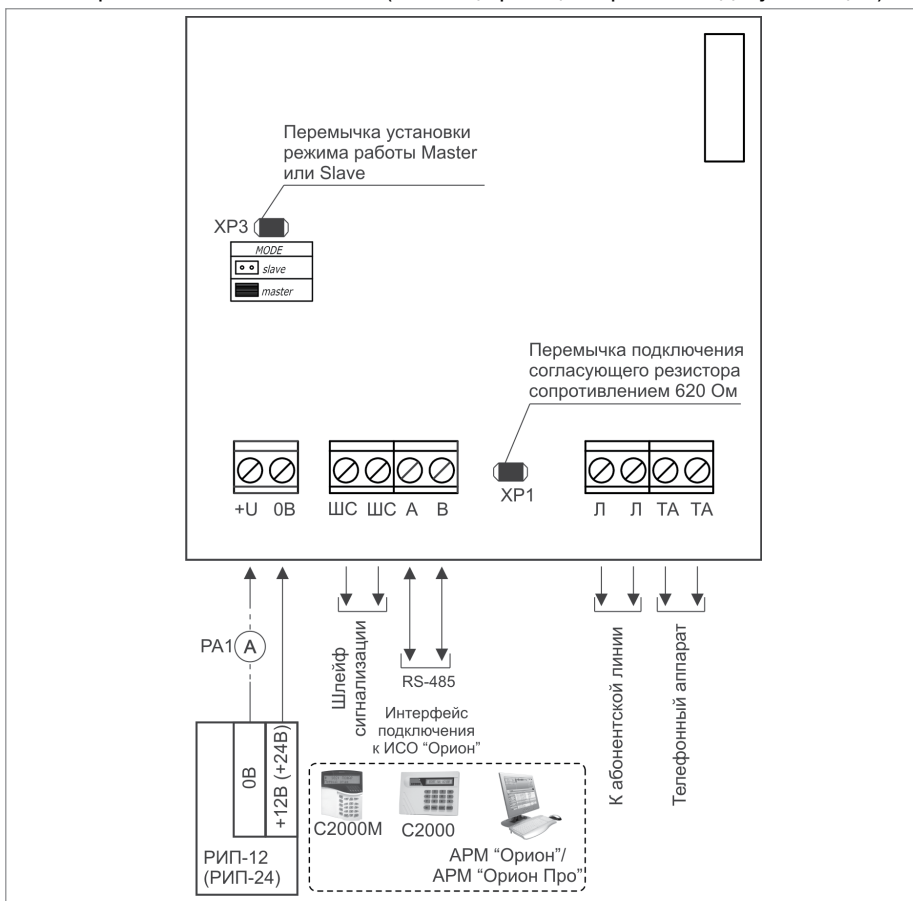 Перемычка установки
режима работы Master
или Slave
XP3
MODE
slave
master
Перемычка подключения
согласующего резистора
сопротивлением 620 Ом
XP1
+U 0В ШС ШС А В Л Л ТА ТА
РА1 А
Шлейф
сигнализации
RS-485
Интерфейс
подключения
к ИСО “Орион”
К абонентской линии
Телефонный аппарат
0В
+12В (+24В)
РИП-12
(РИП-24)
С2000М С2000
АРМ “Орион”/
АРМ “Орион Про”